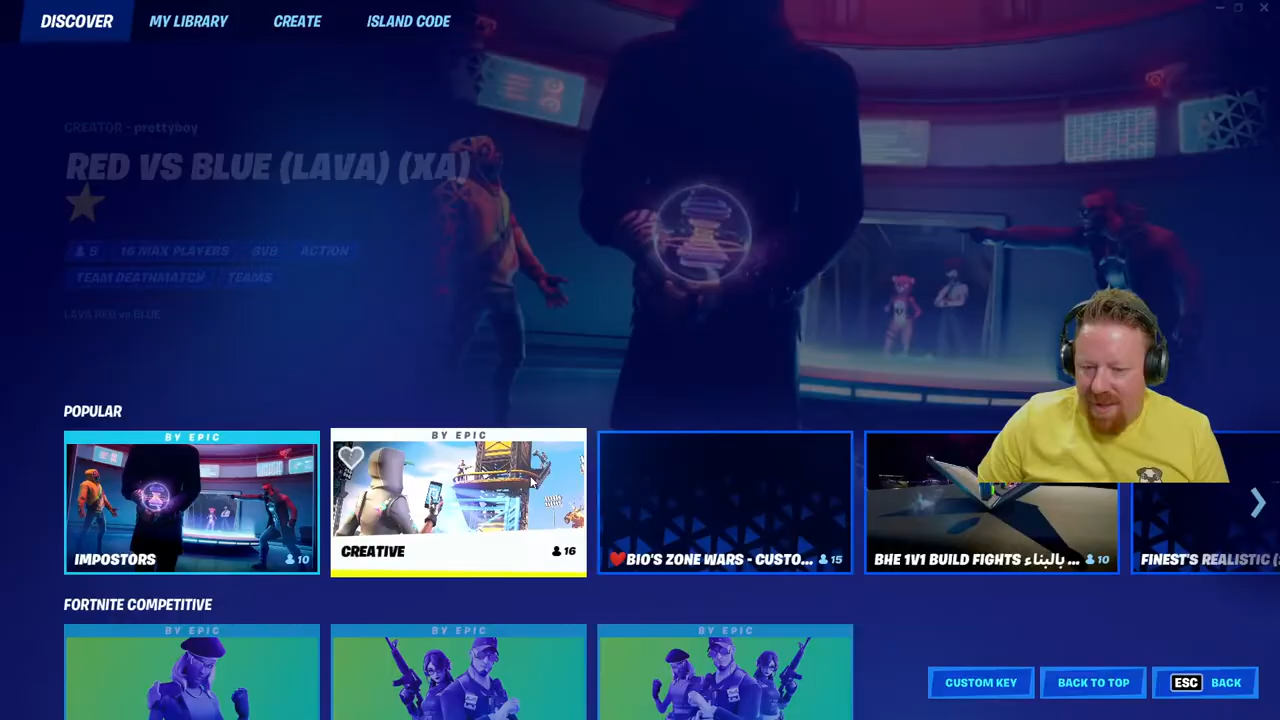 DISCOVER
MY LIBRARY
CREATE
ISLAND CODE
CREATOR - prettyboy
RED VS BLUE (LAVA) (XA)
8
16 MAX PLAYERS
8V8
ACTION
TEAM DEATHMATCH
TEAMS
LAVA RED vs BLUE
POPULAR
BY EPIC
IMPOSTORS
10
BY EPIC
CREATIVE
16
❤️BIO'S ZONE WARS - CUSTO...
15
BHE 1V1 BUILD FIGHTS بالبناء ...
10
FINEST'S REALISTIC (
FORTNITE COMPETITIVE
BY EPIC
BY EPIC
BY EPIC
CUSTOM KEY
BACK TO TOP
ESC BACK